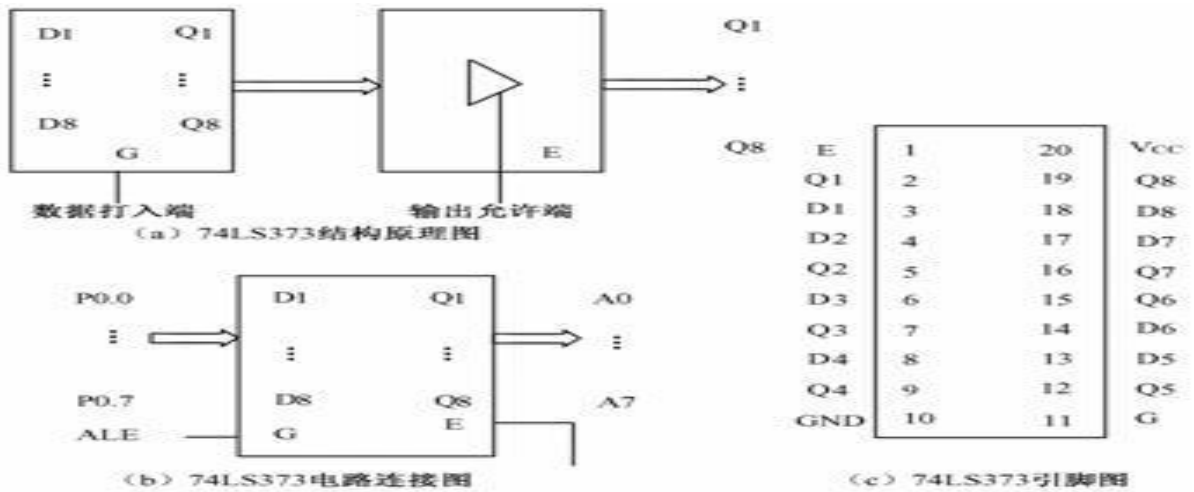 D1 Q1
⋮ ⋮
D8 Q8
G
E
Q1
⋮
Q8
数据打入端 输出允许端
（a）74LS373结构原理图
P0.0 D1 Q1 A0
⋮ ⋮ ⋮ ⋮
P0.7 D8 Q8 A7
ALE G E
（b）74LS373电路连接图
E 1 20 Vcc
Q1 2 19 Q8
D1 3 18 D8
D2 4 17 D7
Q2 5 16 Q7
D3 6 15 Q6
Q3 7 14 D6
D4 8 13 D5
Q4 9 12 Q5
GND 10 11 G
（c）74LS373引脚图